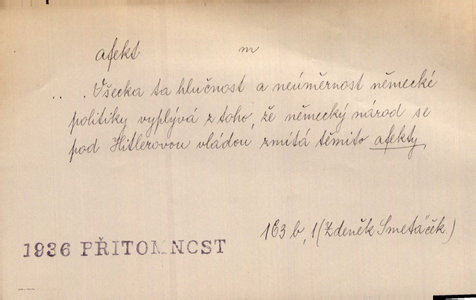 afekt m
.. Všecka ta hlučnost a neúměrnost německé
politiky vyplývá z toho, že německý národ se
pod Hitlerovou vládou zmítá těmito afekty
163 b, 1 (Zdeněk Smetáček.)
1936 PŘITOMNOST